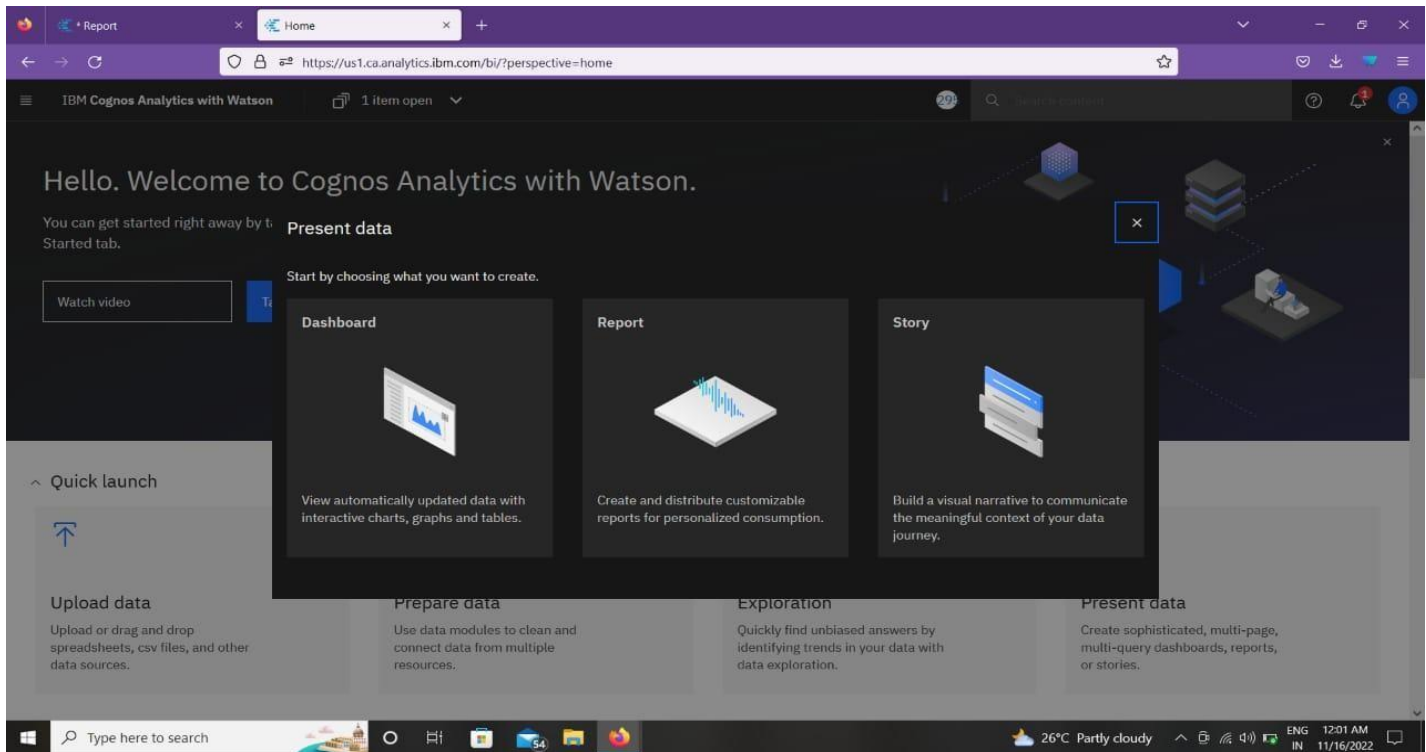 * Report
Home
https://us1.ca.analytics.ibm.com/bi/?perspective=home
IBM Cognos Analytics with Watson
1 item open
Search content
Hello. Welcome to Cognos Analytics with Watson.
You can get started right away by
Started tab.
Watch video
Present data
Start by choosing what you want to create.
Dashboard
Report
Story
View automatically updated data with
interactive charts, graphs and tables.
Create and distribute customizable
reports for personalized consumption.
Build a visual narrative to communicate
the meaningful context of your data
journey.
Quick launch
Upload data
Upload or drag and drop
spreadsheets, csv files, and other
data sources.
Prepare data
Use data modules to clean and
connect data from multiple
resources.
Exploration
Quickly find unbiased answers by
identifying trends in your data with
data exploration.
Present data
Create sophisticated, multi-page,
multi-query dashboards, reports,
or stories.
Type here to search
54
26°C Partly cloudy
ENG
IN
12:01 AM
11/16/2022